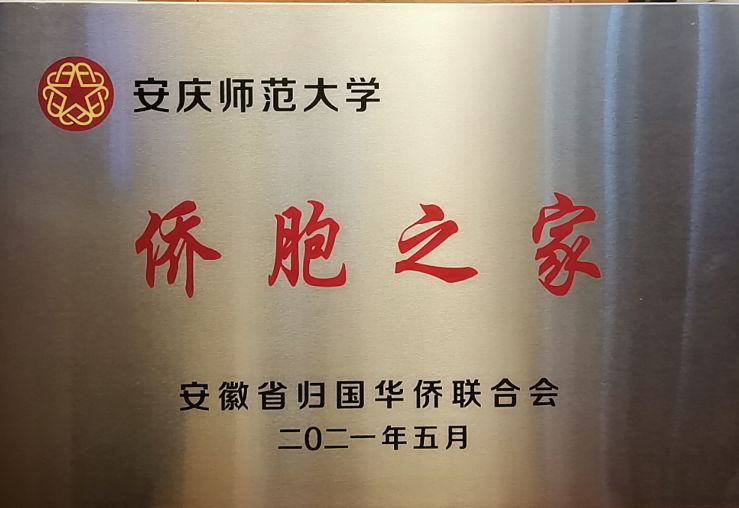 安庆师范大学
侨胞之家
安徽省归国华侨联合会
二0二一年五月